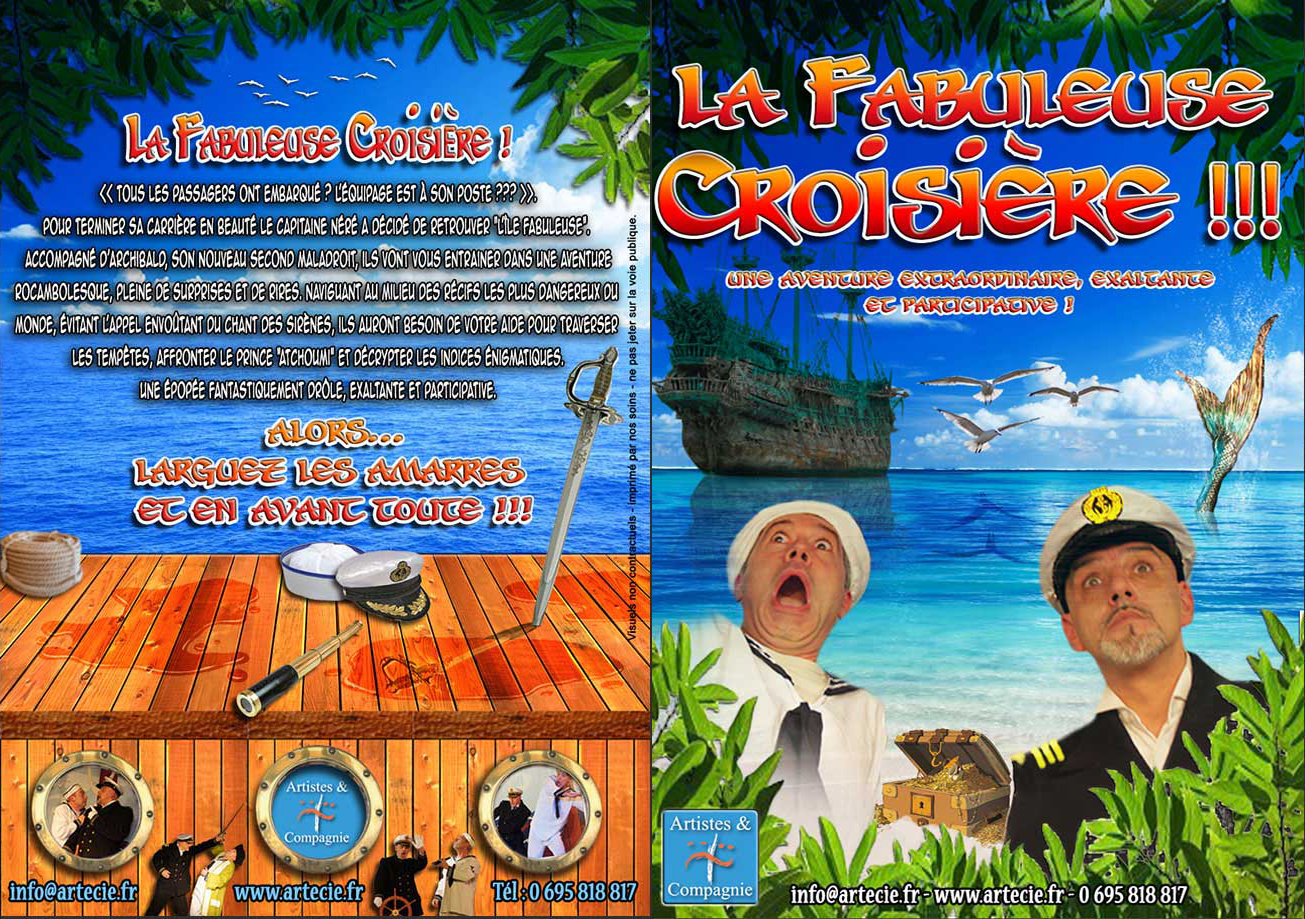 La Fabuleuse Croisière !
<< Tous les passagers ont embarqué ? L'équipage est à son poste ??? >>.
Pour terminer sa carrière en beauté le capitaine Néré a décidé de retrouver "l'île fabuleuse".
Accompagné d'Archibald, son nouveau second maladroit, ils vont vous entrainer dans une aventure
rocambolesque, pleine de surprises et de rires. Naviguant au milieu des récifs les plus dangereux du
monde, évitant l'appel envoûtant du chant des sirènes, ils auront besoin de votre aide pour traverser
les tempêtes, affronter le prince "Atchoumi" et décrypter les indices énigmatiques.
Une épopée fantastiquement drôle, exaltante et participative.
Alors...
Larguez les amarres
et en avant toute !!!
Visuels non contractuels - imprimé par nos soins - ne pas jeter sur la voie publique.
Artistes &
Compagnie
info@artecie.fr
www.artecie.fr
Tél : 0 695 818 817
La Fabuleuse
Croisière !!!
Une aventure extraordinaire, exaltante
et participative !
Artistes &
Compagnie
info@artecie.fr - www.artecie.fr - 0 695 818 817